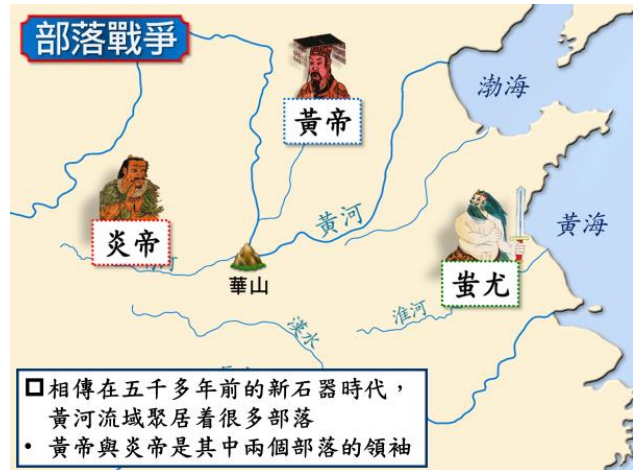 部落戰爭
渤海
黃帝
黃河
炎帝
河
黃海
華山
蚩尤
淮河
漢水
相傳在五千多年前的新石器時代，
黃河流域聚居着很多部落
• 黃帝與炎帝是其中兩個部落的領袖